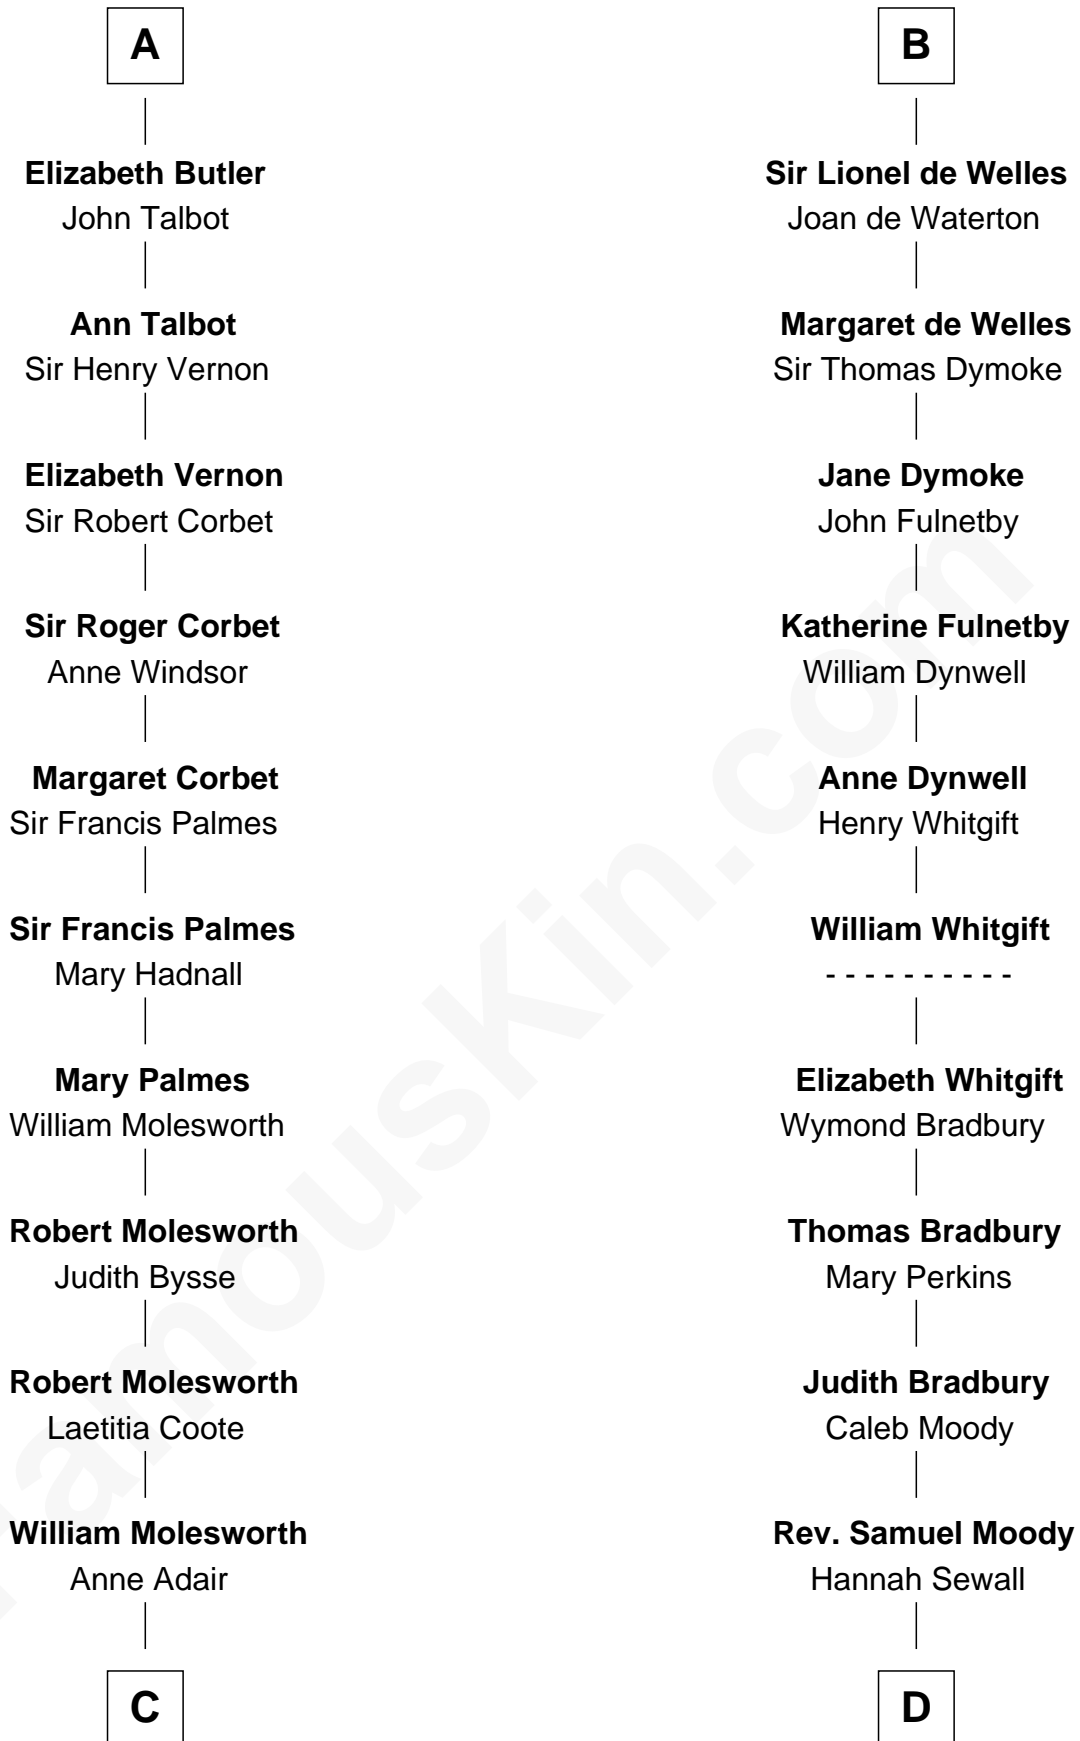 A
Elizabeth Butler
John Talbot
Ann Talbot
Sir Henry Vernon
Elizabeth Vernon
Sir Robert Corbet
Sir Roger Corbet
Anne Windsor
Margaret Corbet
Sir Francis Palmes
Sir Francis Palmes
Mary Hadnall
Mary Palmes
William Molesworth
Robert Molesworth
Judith Bysse
Robert Molesworth
Laetitia Coote
William Molesworth
Anne Adair
C
B
Sir Lionel de Welles
Joan de Waterton
Margaret de Welles
Sir Thomas Dymoke
Jane Dymoke
John Fulnetby
Katherine Fulnetby
William Dynwell
Anne Dynwell
Henry Whitgift
William Whitgift
- - - - - - - - - -
Elizabeth Whitgift
Wymond Bradbury
Thomas Bradbury
Mary Perkins
Judith Bradbury
Caleb Moody
Rev. Samuel Moody
Hannah Sewall
D
FamousKin.com